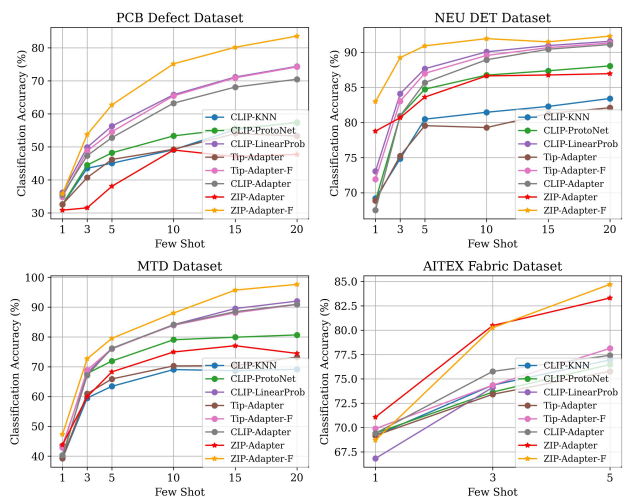 PCB Defect Dataset
Classification Accuracy (%)
80
70
60
50
40
30
1 3 5 10 15 20
Few Shot
CLIP-KNN
CLIP-ProtoNet
CLIP-LinearProb
Tip-Adapter
Tip-Adapter-F
CLIP-Adapter
ZIP-Adapter
ZIP-Adapter-F
NEU DET Dataset
Classification Accuracy (%)
90
85
80
75
70
1 3 5 10 15 20
Few Shot
CLIP-KNN
CLIP-ProtoNet
CLIP-LinearProb
Tip-Adapter
Tip-Adapter-F
CLIP-Adapter
ZIP-Adapter
ZIP-Adapter-F
MTD Dataset
Classification Accuracy (%)
100
90
80
70
60
50
40
1 3 5 10 15 20
Few Shot
CLIP-KNN
CLIP-ProtoNet
CLIP-LinearProb
Tip-Adapter
Tip-Adapter-F
CLIP-Adapter
ZIP-Adapter
ZIP-Adapter-F
AITEX Fabric Dataset
Classification Accuracy (%)
85.0
82.5
80.0
77.5
75.0
72.5
70.0
67.5
1 3 5
Few Shot
CLIP-KNN
CLIP-ProtoNet
CLIP-LinearProb
Tip-Adapter
Tip-Adapter-F
CLIP-Adapter
ZIP-Adapter
ZIP-Adapter-F